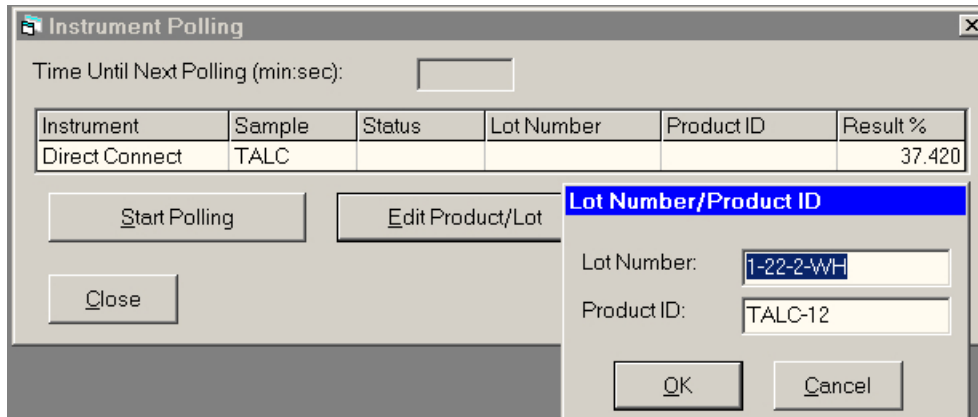 Instrument Polling
Time Until Next Polling (min:sec):
Instrument Sample Status Lot Number Product ID Result %
Direct Connect TALC 37.420
Start Polling Edit Product/Lot
Close
Lot Number/Product ID
Lot Number: 1-22-2-WH
Product ID: TALC-12
OK Cancel